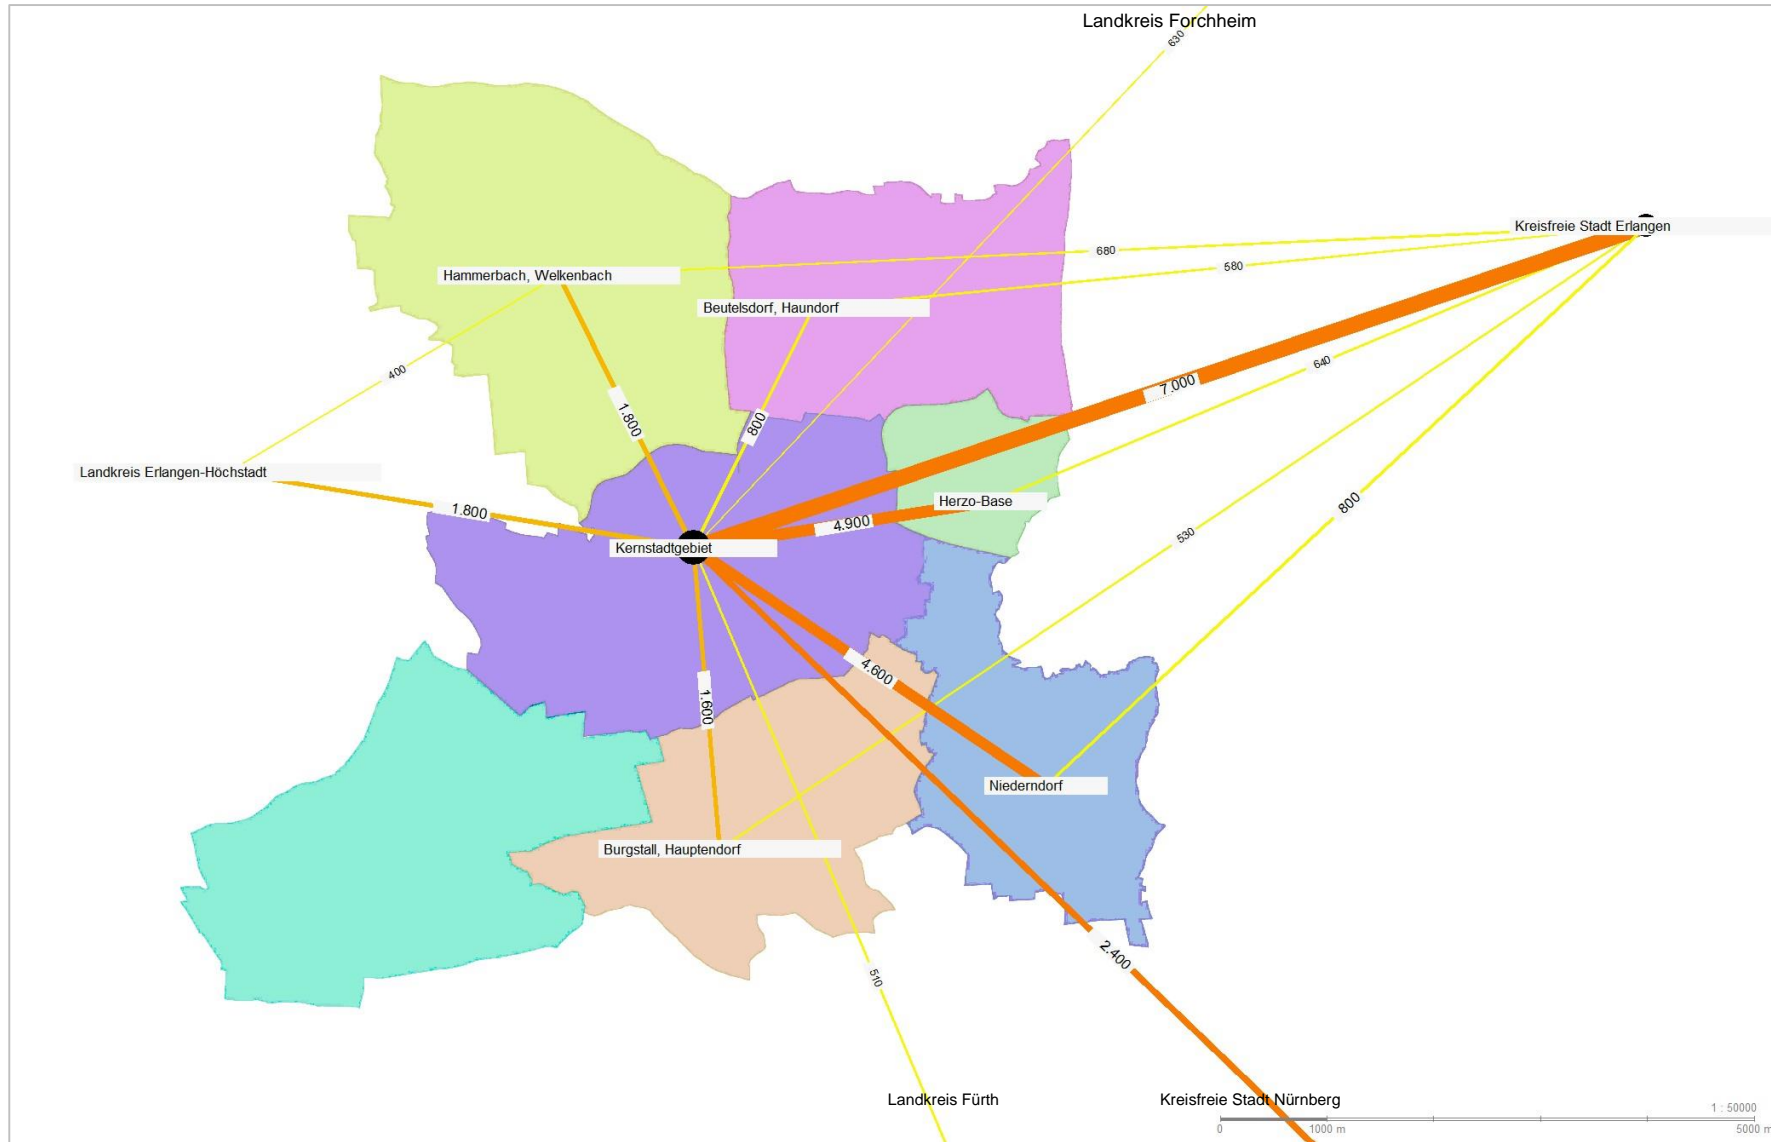 Landkreis Forchheim
630
Kreisfreie Stadt Erlangen
680
580
Hammerbach, Welkenbach
Beutelsdorf, Haundorf
640
400
7.000
1.800
800
Landkreis Erlangen-Höchstadt
1.800
Herzo-Base
800
4.900
530
Kernstadtgebiet
4.600
1.600
Niederndorf
Burgstall, Hauptendorf
2.400
510
Landkreis Fürth
Kreisfreie Stadt Nürnberg
1 : 50000
0 1000 m 5000 m